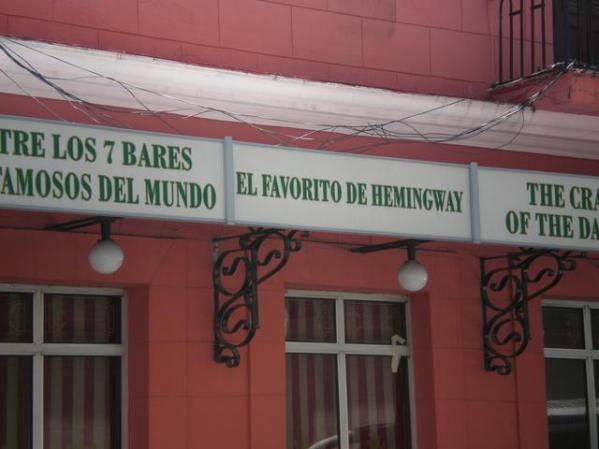 TRE LOS 7 BARES
FAMOSOS DEL MUNDO
EL FAVORITO DE HEMINGWAY
THE CRA
OF THE DA